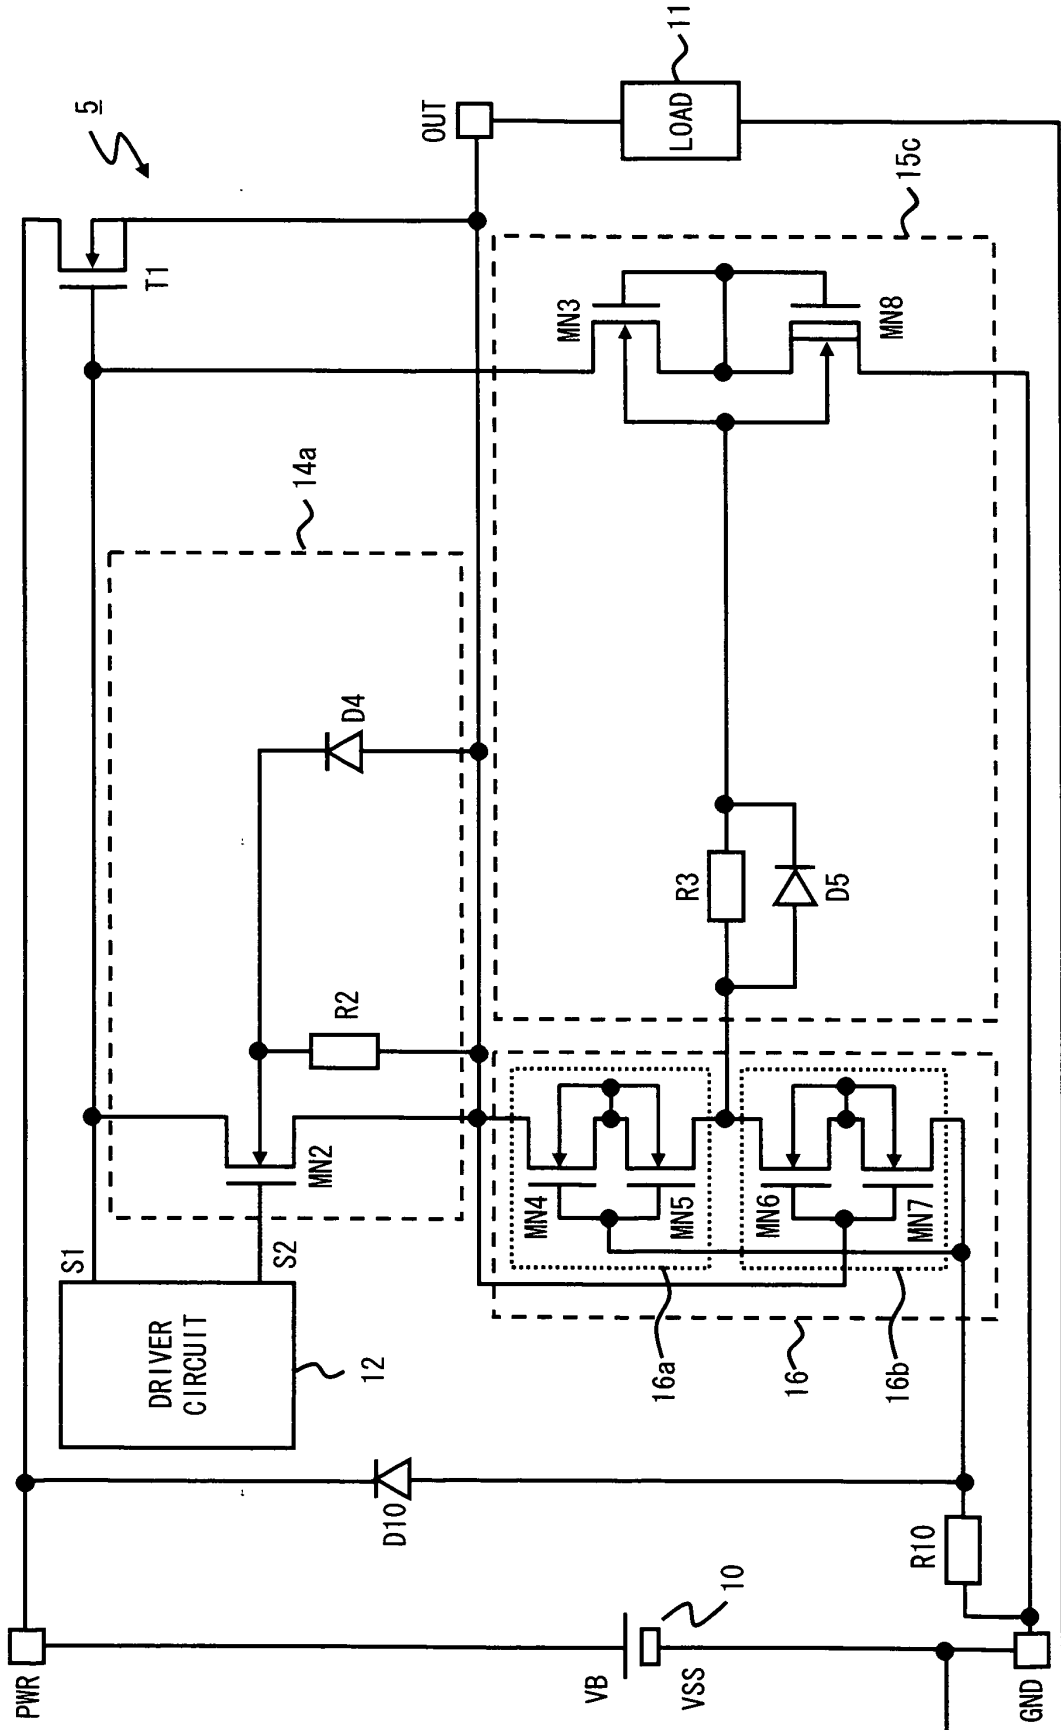 5
PWR
T1
OUT
LOAD
11
14a
15c
MN3
MN8
D4
R2
MN2
S1
S2
DRIVER
CIRCUIT
12
R3
D5
MN4
MN5
MN6
MN7
16a
16
16b
D10
R10
VB
VSS
10
GND